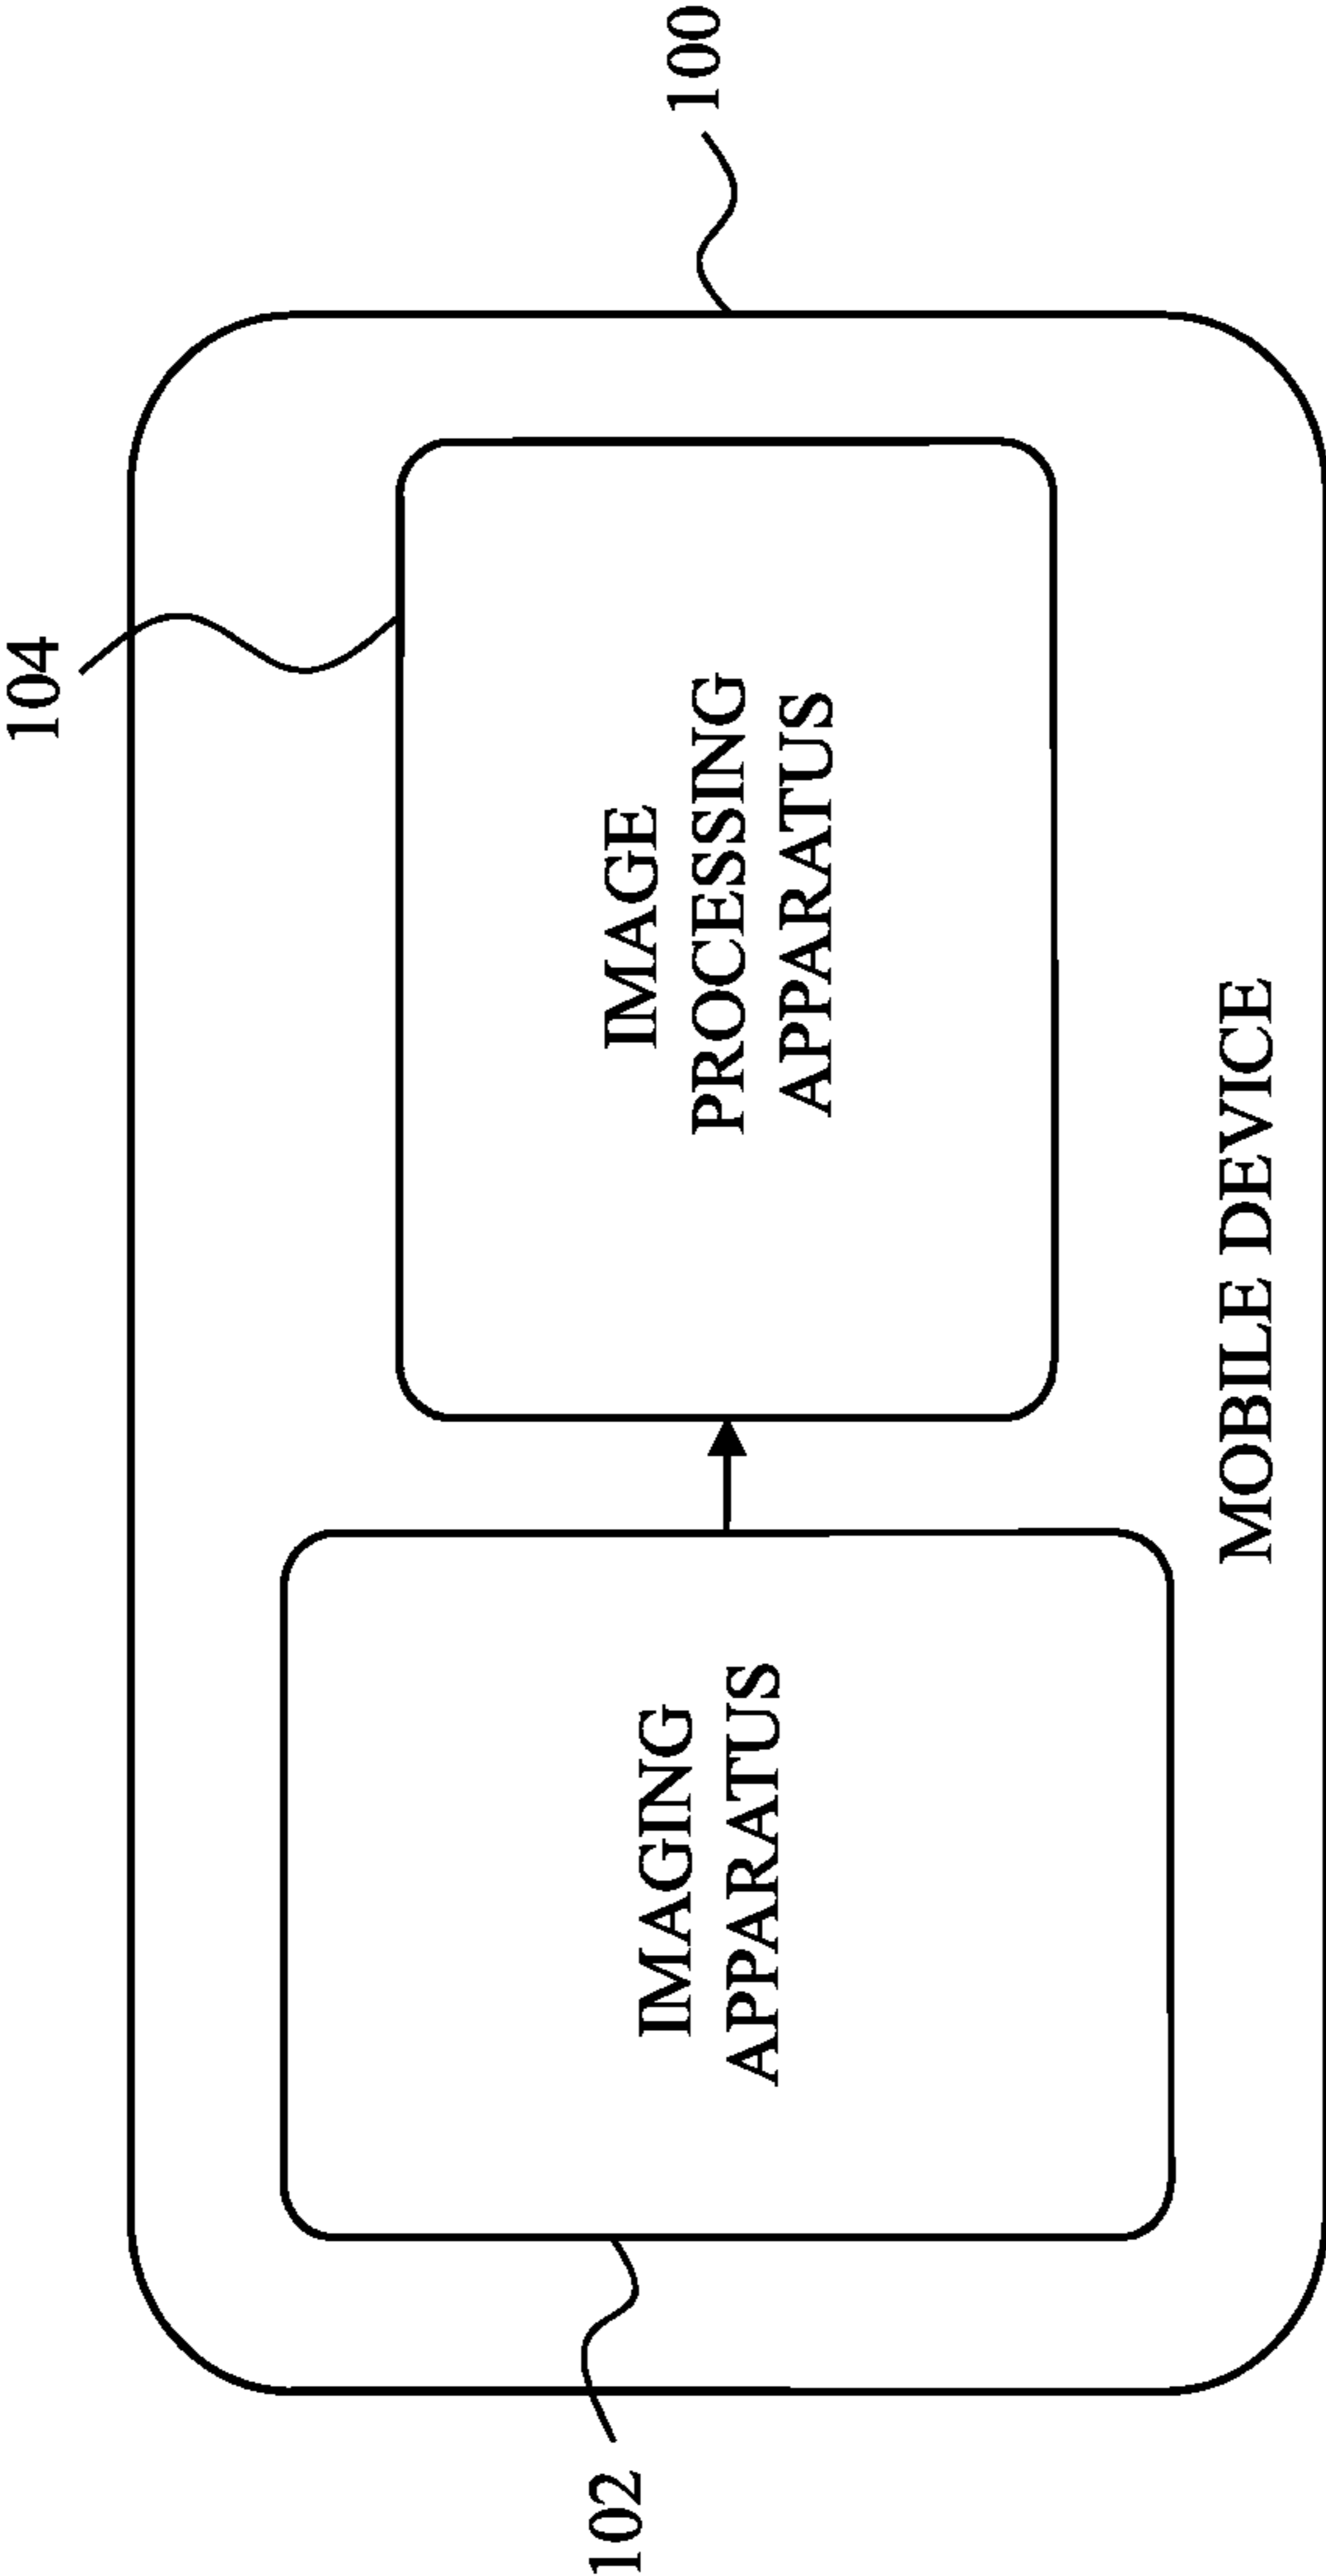 104
100
IMAGING
APPARATUS
IMAGE
PROCESSING
APPARATUS
MOBILE DEVICE
102